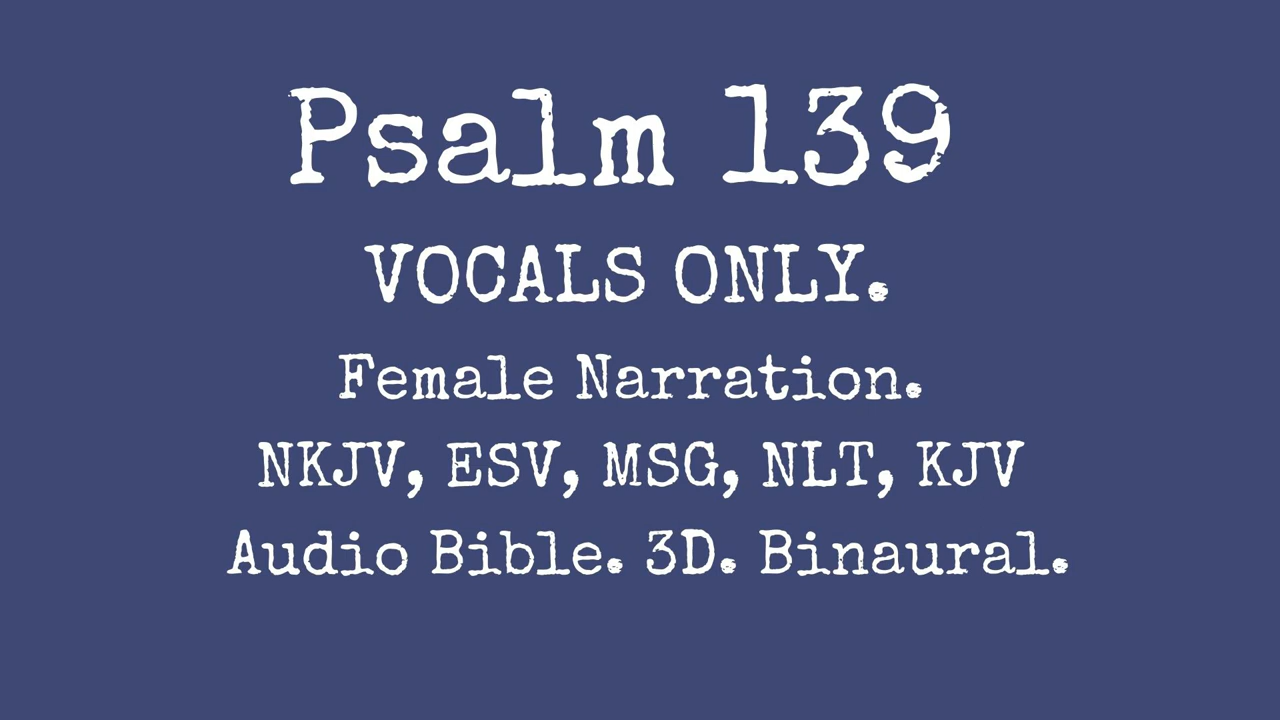 Psalm 139
VOCALS ONLY.
Female Narration.
NKJV, ESV, MSG, NLT, KJV
Audio Bible. 3D. Binaural.